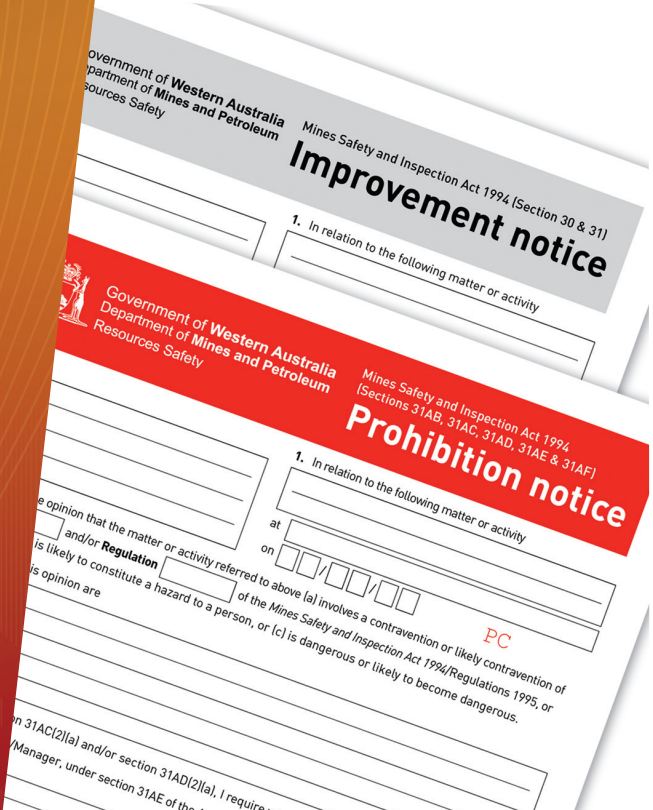 Government of Western Australia
Department of Mines and Petroleum
Resources Safety
Mines Safety and Inspection Act 1994 (Section 30 & 31)
Improvement notice
1. In relation to the following matter or activity
Government of Western Australia
Department of Mines and Petroleum
Resources Safety
Mines Safety and Inspection Act 1994
(Sections 31AB, 31AC, 31AD, 31AE & 31AF)
Prohibition notice
1. In relation to the following matter or activity
at
on / /
PC
opinion that the matter or activity referred to above (a) involves a contravention or likely contravention of
and/or Regulation of the Mines Safety and Inspection Act 1994/Regulations 1995, or
is likely to constitute a hazard to a person, or (c) is dangerous or likely to become dangerous.
is opinion are
31AC(2)(a) and/or section 31AD(2)(a), I require
/Manager, under section 31AE of the